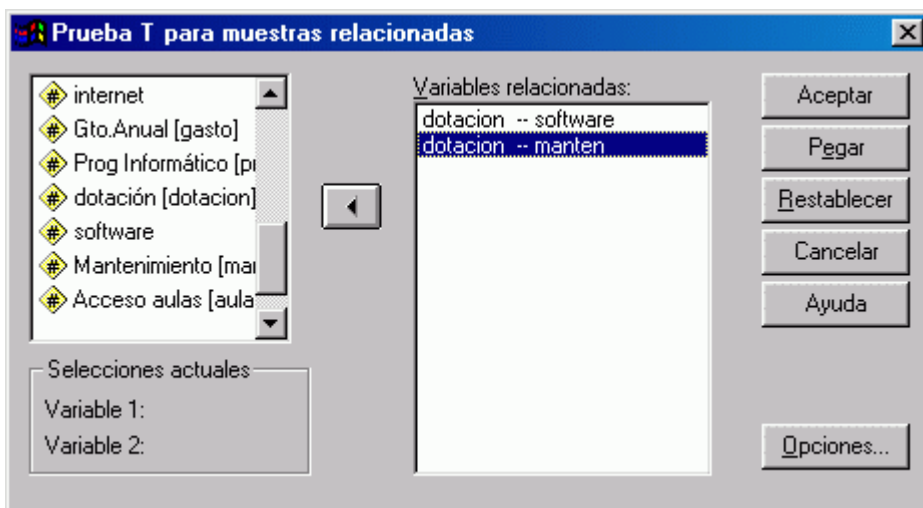 Prueba T para muestras relacionadas
internet
Gto.Anual [gasto]
Prog Informático [pr
dotación [dotacion]
software
Mantenimiento [mai
Acceso aulas [aula
Selecciones actuales
Variable 1:
Variable 2:
Variables relacionadas:
dotacion -- software
dotacion -- manten
Aceptar
Pegar
Restablecer
Cancelar
Ayuda
Opciones...